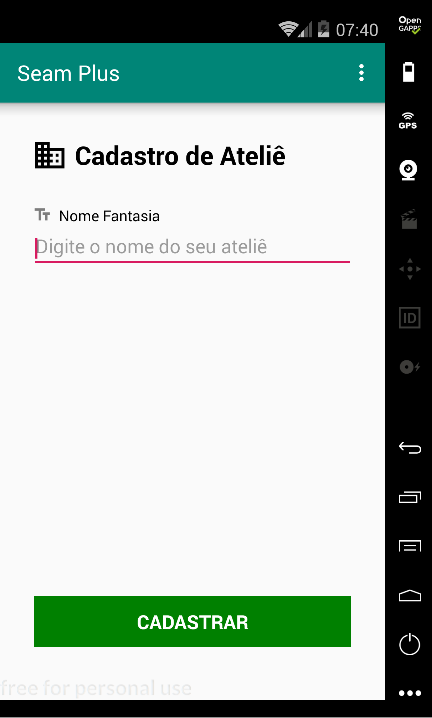 07:40
Open
GAPPS
Seam Plus
GPS
Cadastro de Ateliê
Tt Nome Fantasia
Digite o nome do seu ateliê
ID
CADASTRAR
free for personal use